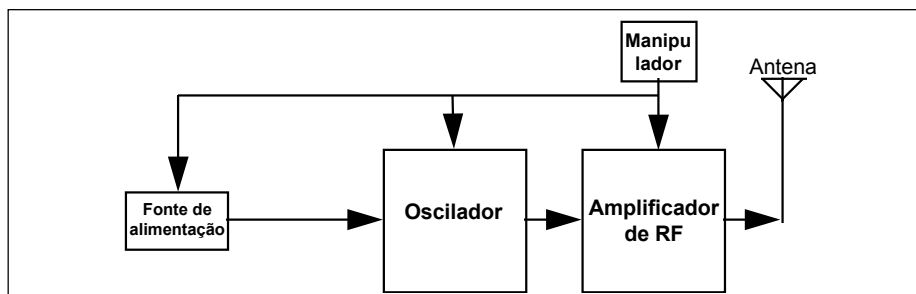 Manipu
lador
Antena
Fonte de
alimentação
Oscilador
Amplificador
de RF